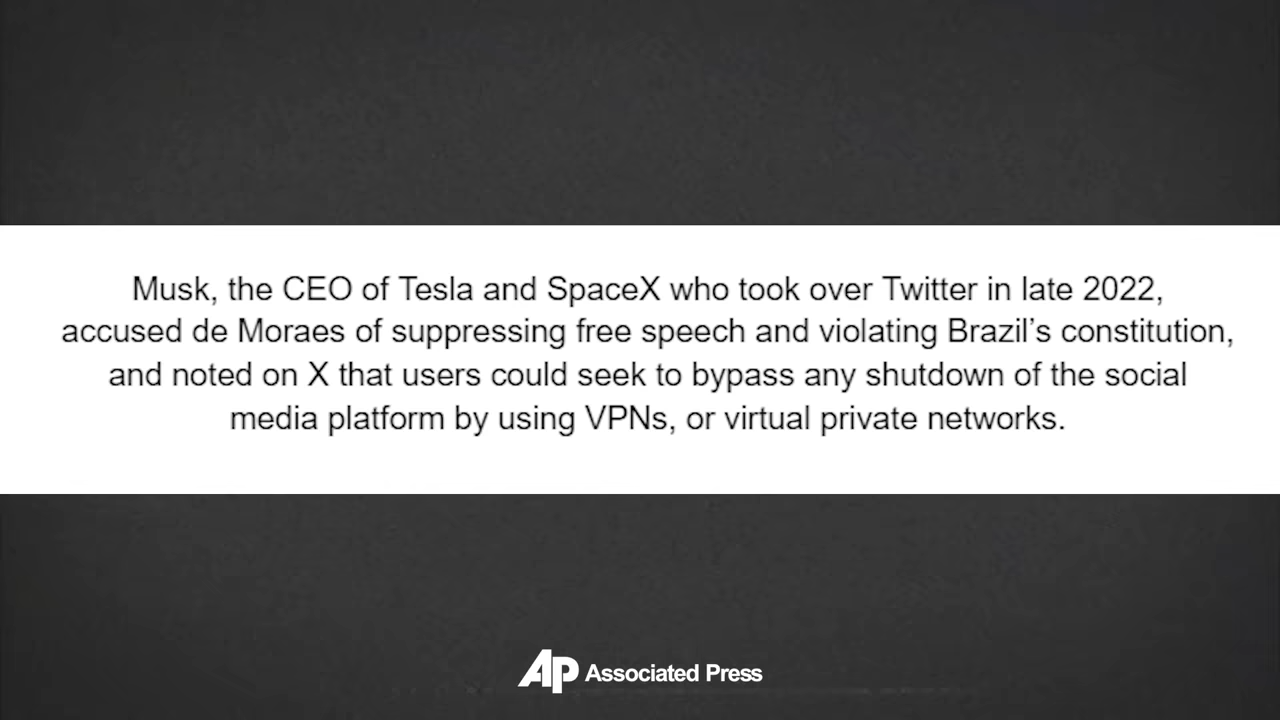 Musk, the CEO of Tesla and SpaceX who took over Twitter in late 2022,
accused de Moraes of suppressing free speech and violating Brazil’s constitution,
and noted on X that users could seek to bypass any shutdown of the social
media platform by using VPNs, or virtual private networks.
AP Associated Press